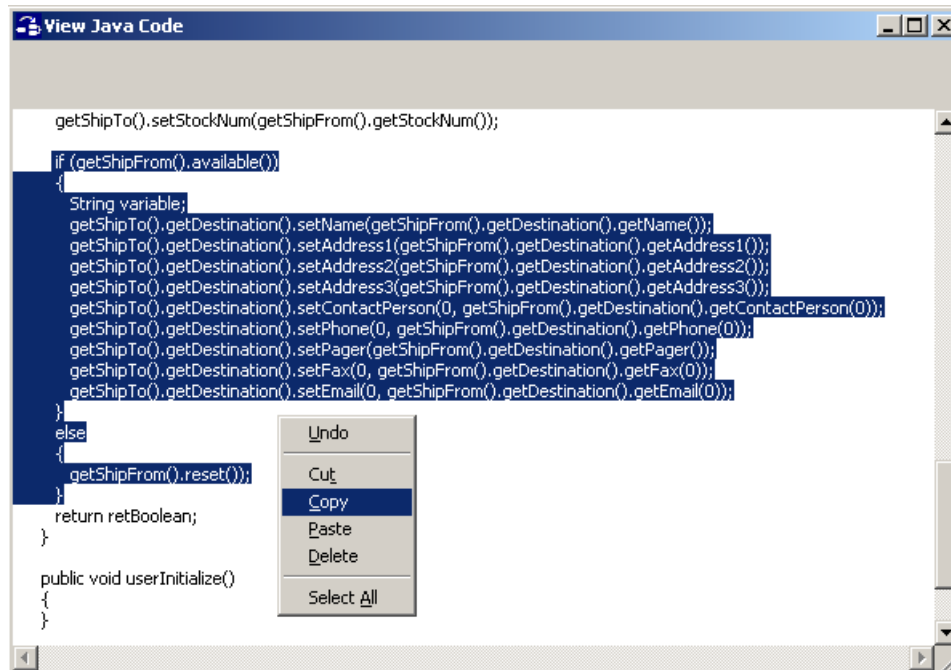 View Java Code
getShipTo().setStockNum(getShipFrom().getStockNum());
if (getShipFrom().available())
{
String variable;
getShipTo().getDestination().setName(getShipFrom().getDestination().getName());
getShipTo().getDestination().setAddress1(getShipFrom().getDestination().getAddress1());
getShipTo().getDestination().setAddress2(getShipFrom().getDestination().getAddress2());
getShipTo().getDestination().setAddress3(getShipFrom().getDestination().getAddress3());
getShipTo().getDestination().setContactPerson(0, getShipFrom().getDestination().getContactPerson(0));
getShipTo().getDestination().setPhone(0, getShipFrom().getDestination().getPhone(0));
getShipTo().getDestination().setPager(getShipFrom().getDestination().getPager());
getShipTo().getDestination().setFax(0, getShipFrom().getDestination().getFax(0));
getShipTo().getDestination().setEmail(0, getShipFrom().getDestination().getEmail(0));
}
else
{
getShipFrom().reset());
}
return retBoolean;
}
public void userInitialize()
{
}
Undo
Cut
Copy
Paste
Delete
Select All